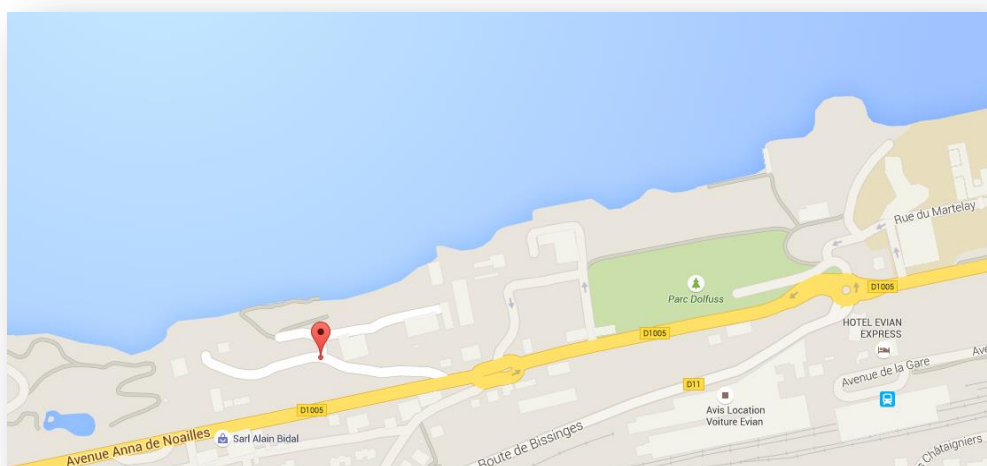 Rue du Martelay
D1005
Parc Dolfuss
HOTEL EVIAN
EXPRESS
D1005
Avenue de la Gare
Ave
D11
Avis Location
Voiture Evian
D1005
Sarl Alain Bidal
Avenue Anna de Noailles
Route de Bissinges
Châtaigniers